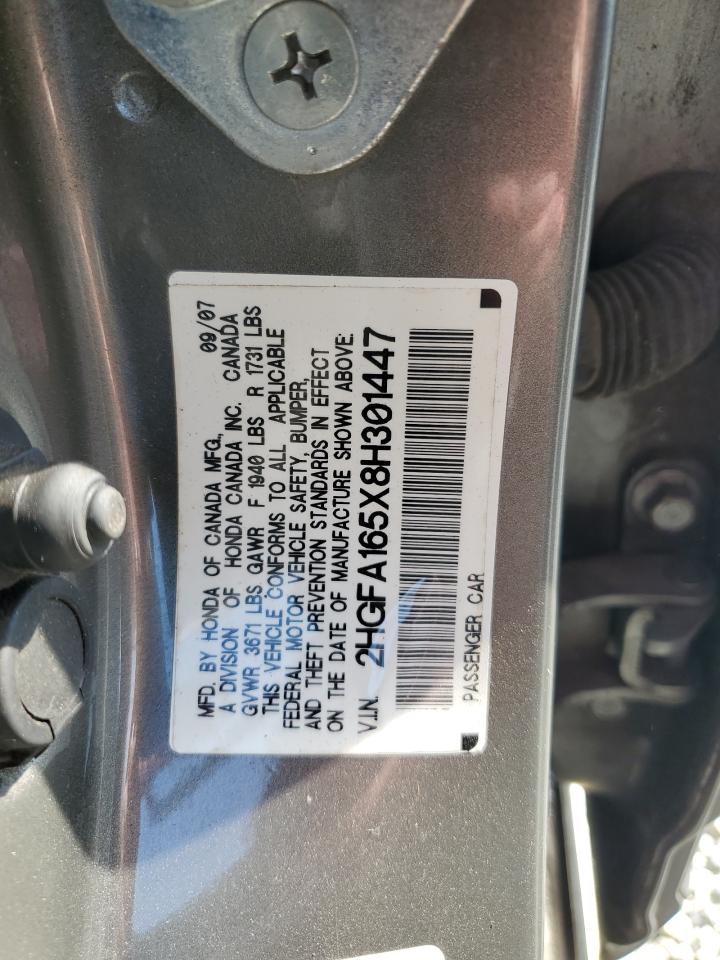 MFD. BY HONDA OF CANADA MFG., 09/07
A DIVISION OF HONDA CANADA INC. CANADA
GVWR 3671 LBS GAWR F 1940 LBS R 1731 LBS
THIS VEHICLE CONFORMS TO ALL APPLICABLE
FEDERAL MOTOR VEHICLE SAFETY, BUMPER,
AND THEFT PREVENTION STANDARDS IN EFFECT
ON THE DATE OF MANUFACTURE SHOWN ABOVE.
V.I.N. 2HGFA165X8H301447
PASSENGER CAR